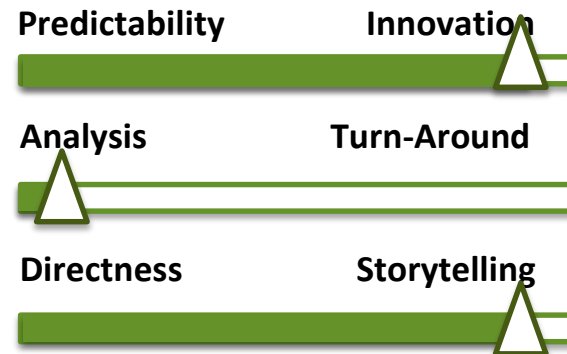 Predictability Innovation
Analysis Turn-Around
Directness Storytelling